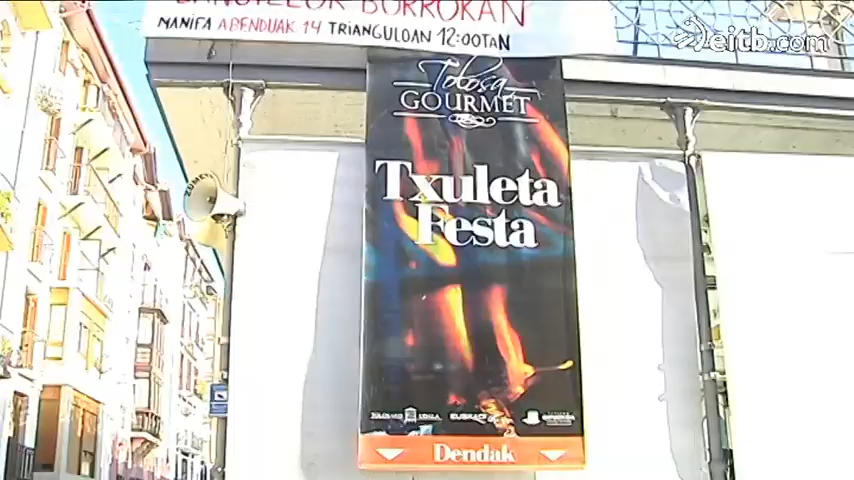 BORROKAN
MANIFA ABENDUAK 14 TRIANGULOAN 12:00TAN
eitb.com
Tolosa
GOURMET
Txuleta
Festa
Dendak